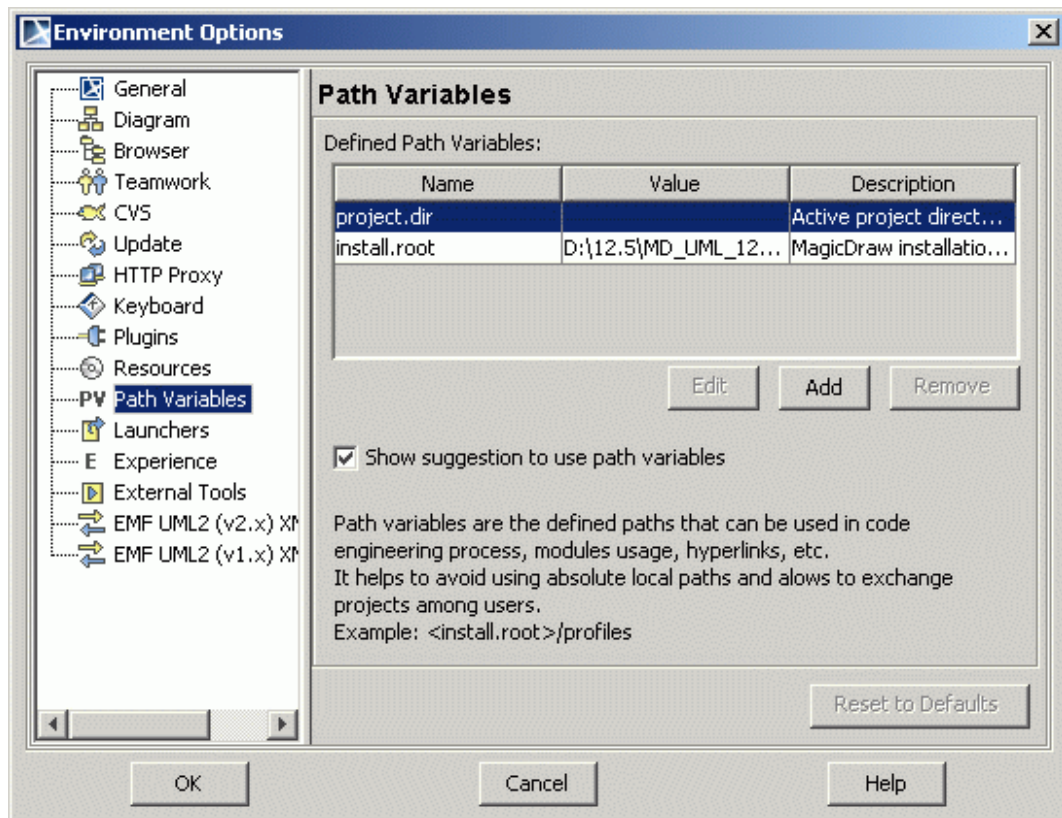 Environment Options
General
Diagram
Browser
Teamwork
CVS
Update
HTTP Proxy
Keyboard
Plugins
Resources
PV Path Variables
Launchers
E Experience
External Tools
EMF UML2 (v2.x) XM
EMF UML2 (v1.x) XM
Path Variables
Defined Path Variables:
Name Value Description
project.dir Active project direct...
install.root D:\12.5\MD_UML_12... MagicDraw installatio...
Edit Add Remove
Show suggestion to use path variables
Path variables are the defined paths that can be used in code
engineering process, modules usage, hyperlinks, etc.
It helps to avoid using absolute local paths and alows to exchange
projects among users.
Example: <install.root>/profiles
Reset to Defaults
OK Cancel Help